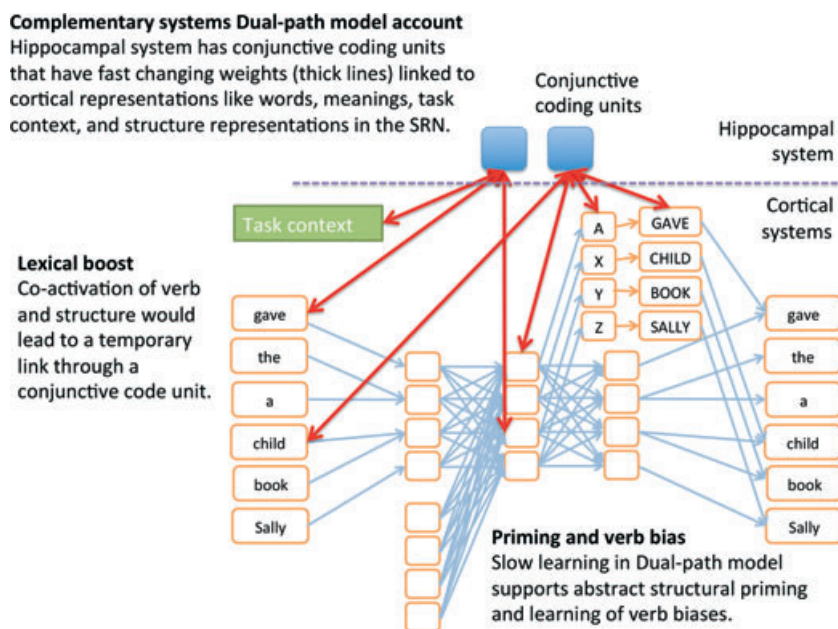 Complementary systems Dual-path model account
Hippocampal system has conjunctive coding units
that have fast changing weights (thick lines) linked to
cortical representations like words, meanings, task
context, and structure representations in the SRN.
Conjunctive
coding units
Hippocampal
system
Cortical
systems
Task context
Lexical boost
Co-activation of verb
and structure would
lead to a temporary
link through a
conjunctive code unit.
gave
the
a
child
book
Sally
A GAVE
X CHILD
Y BOOK
Z SALLY
gave
the
a
child
book
Sally
Priming and verb bias
Slow learning in Dual-path model
supports abstract structural priming
and learning of verb biases.